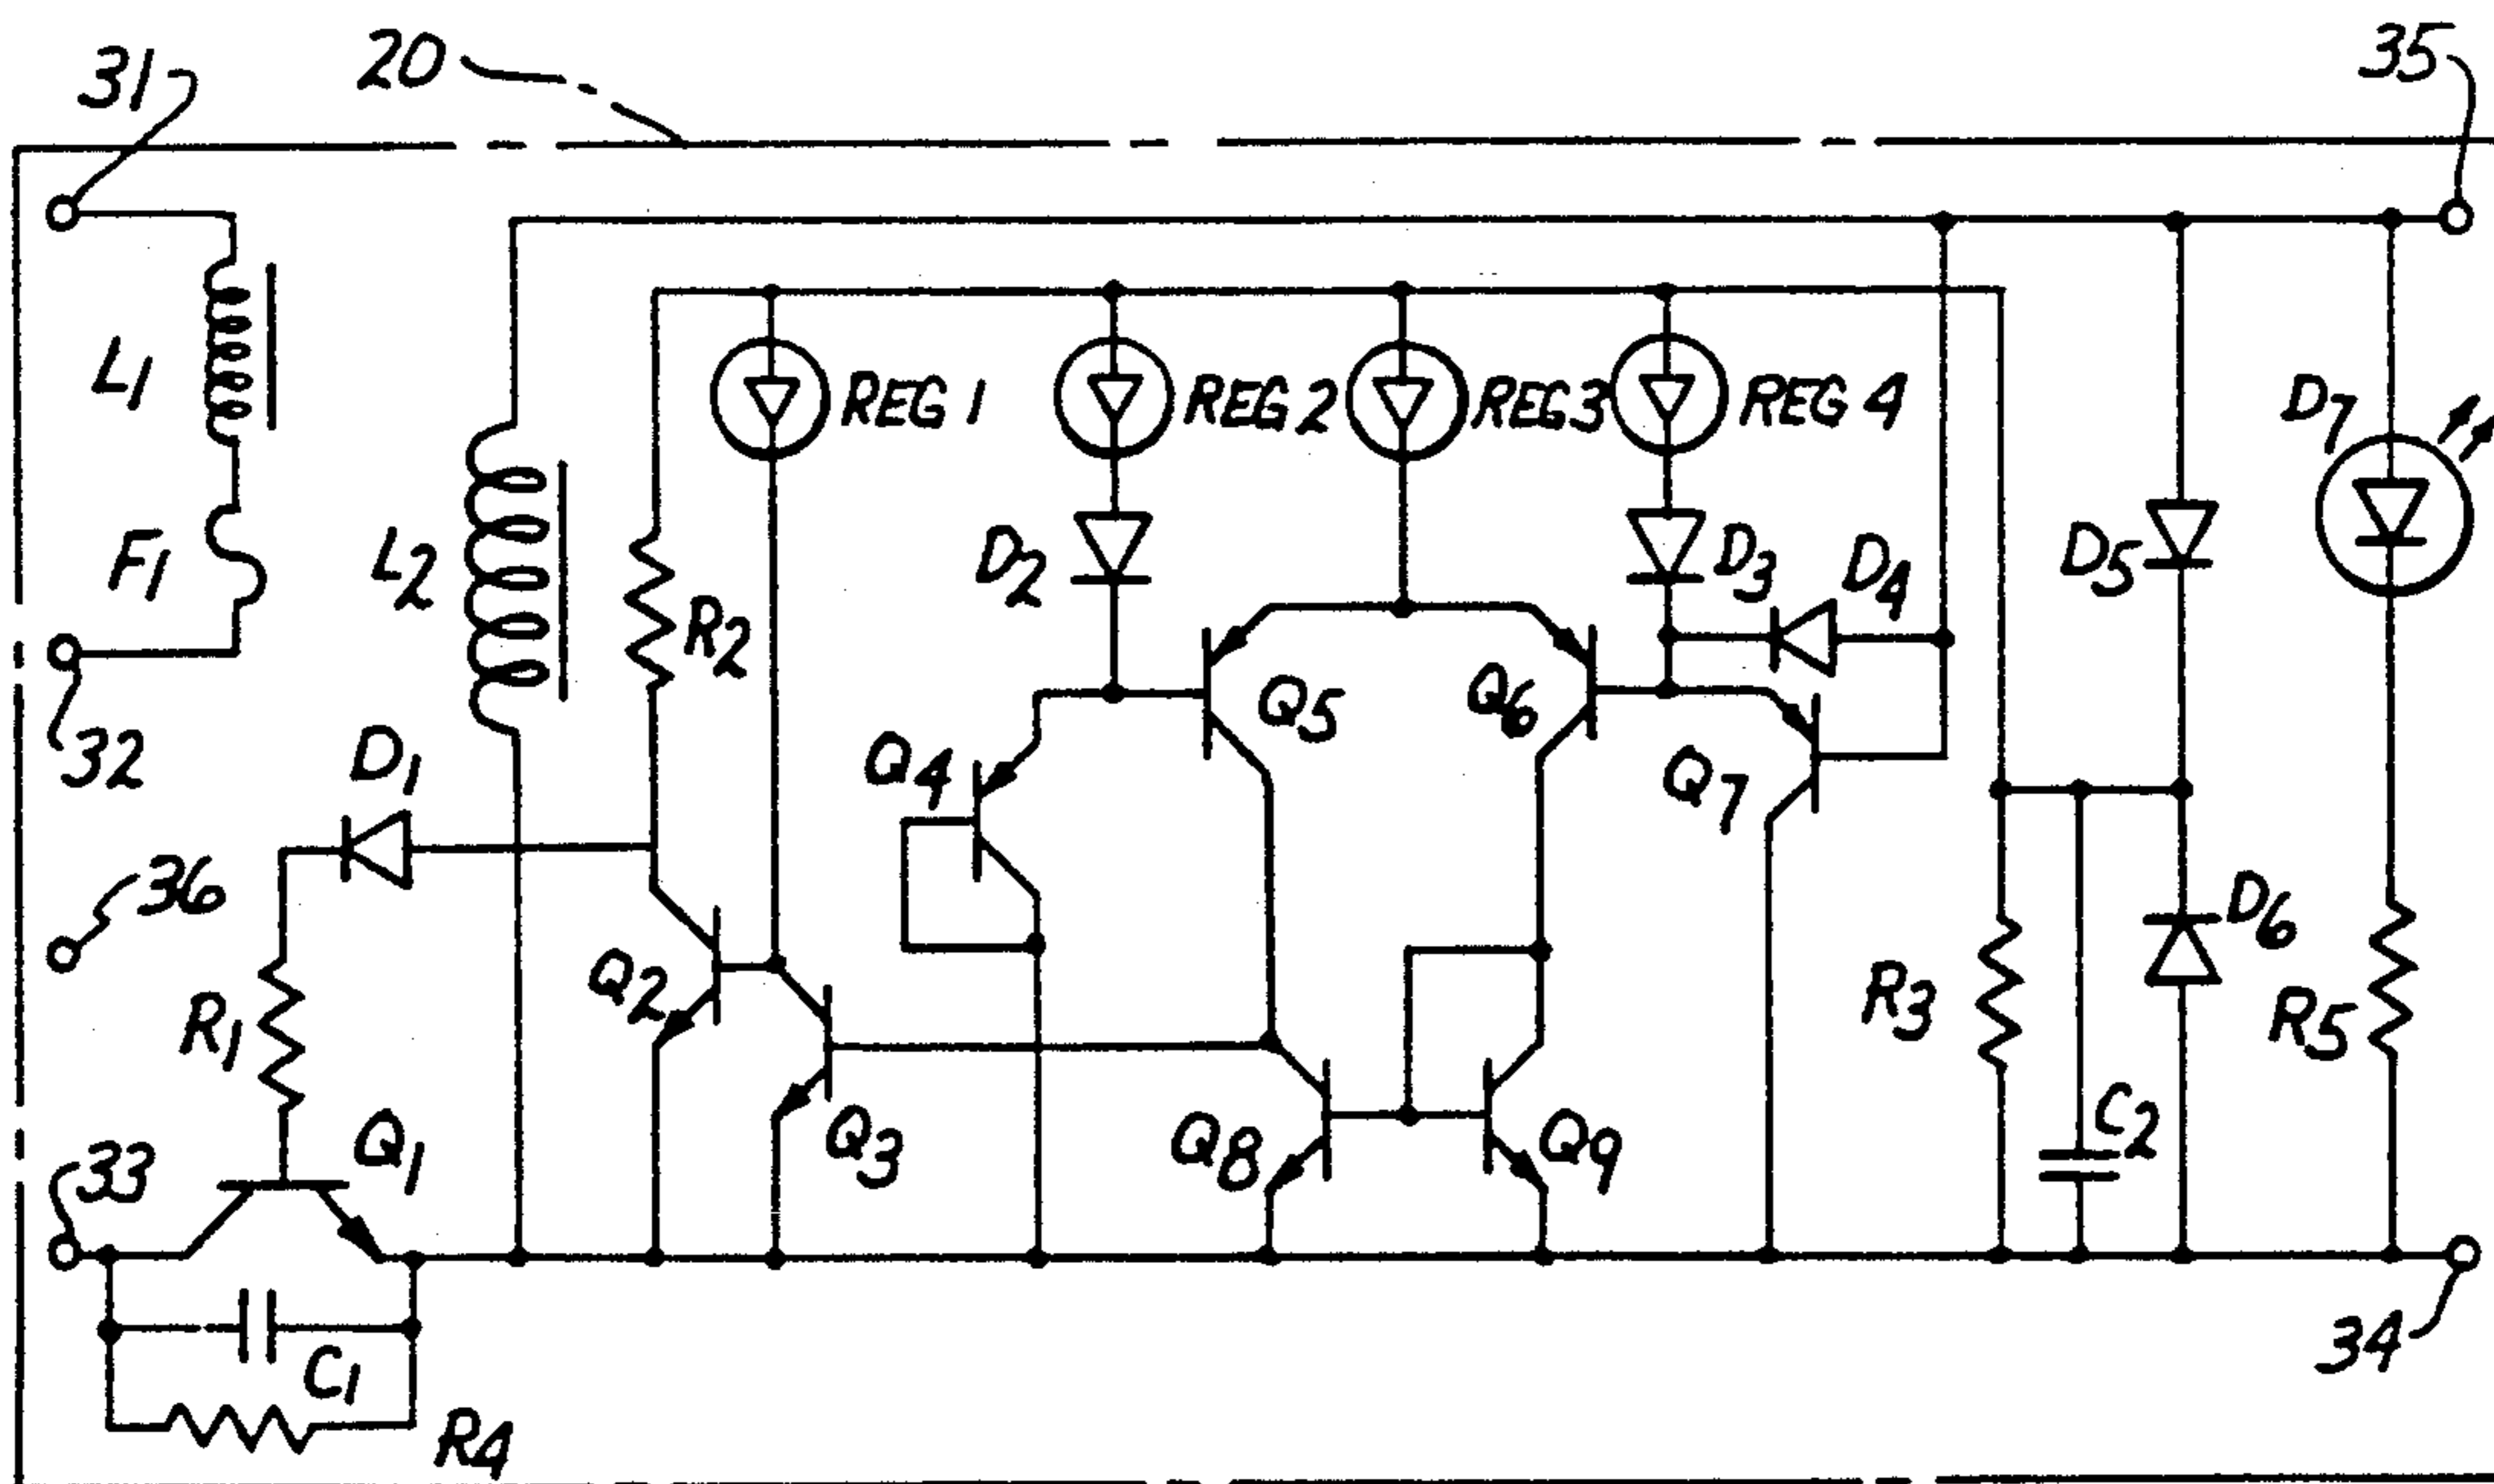 31
20
35
L1
REG 1
REG 2
REG3
REG 4
D7
F1
L2
R2
D2
D3
D4
D5
32
D1
Q4
Q5
Q6
Q7
36
R1
Q2
R3
D6
R5
33
Q1
Q3
Q8
Q9
C2
C1
R4
34